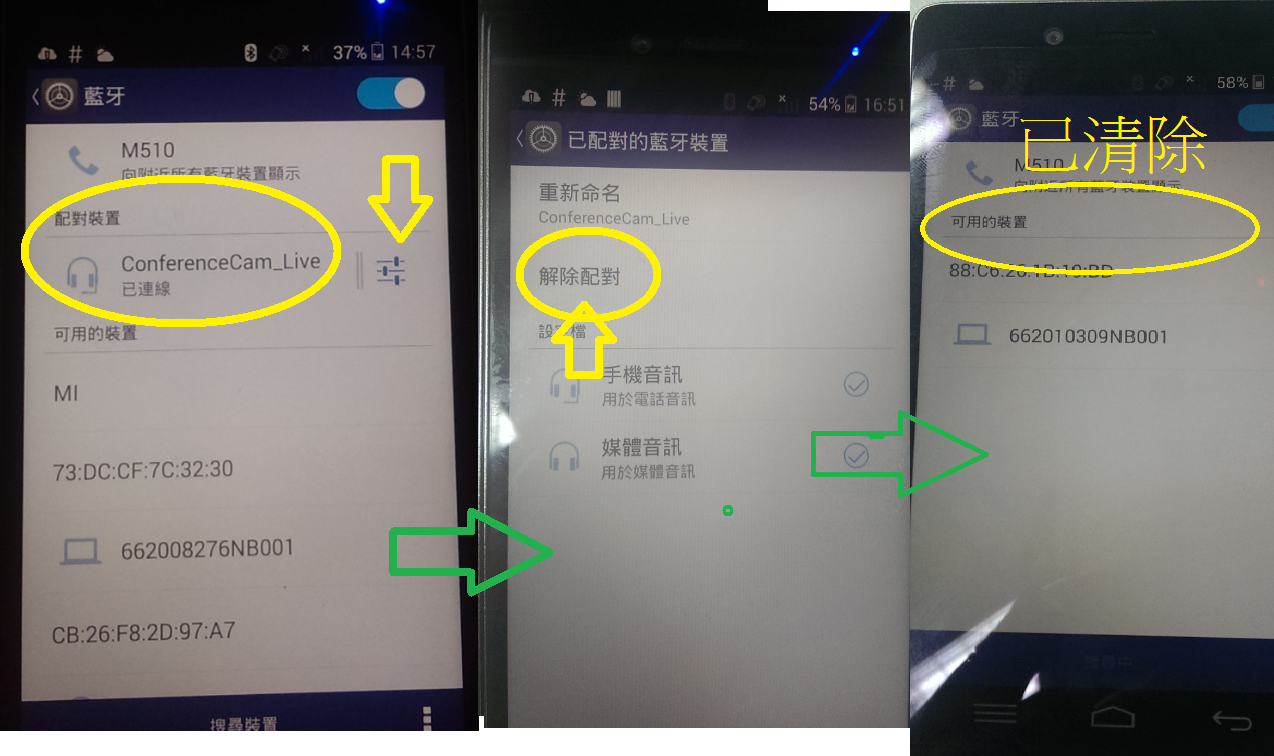 37% 14:57
藍牙
M510
向附近所有藍牙裝置顯示
配對裝置
ConferenceCam_Live
已連線
可用的裝置
MI
73:DC:CF:7C:32:30
662008276NB001
CB:26:F8:2D:97:A7
搜尋裝置
54% 16:51
已配對的藍牙裝置
重新命名
ConferenceCam_Live
解除配對
手機音訊
用於電話音訊
媒體音訊
用於媒體音訊
58%
藍牙
已清除
M510
向附近所有藍牙裝置顯示
可用的裝置
88:C6:26:1B:10:BD
662010309NB001
搜尋中